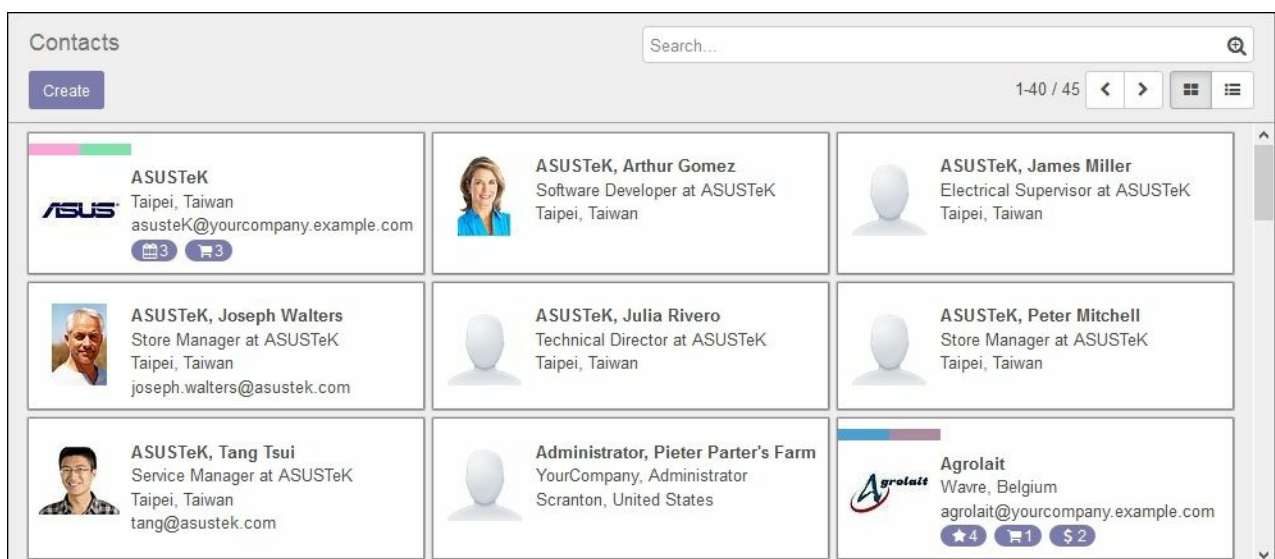 Contacts
Search...
Create
1-40 / 45
ASUSTeK
Taipei, Taiwan
asusteK@yourcompany.example.com
3 3
ASUS
ASUSTeK, Arthur Gomez
Software Developer at ASUSTeK
Taipei, Taiwan
ASUSTeK, James Miller
Electrical Supervisor at ASUSTeK
Taipei, Taiwan
ASUSTeK, Joseph Walters
Store Manager at ASUSTeK
Taipei, Taiwan
joseph.walters@asustek.com
ASUSTeK, Julia Rivero
Technical Director at ASUSTeK
Taipei, Taiwan
ASUSTeK, Peter Mitchell
Store Manager at ASUSTeK
Taipei, Taiwan
ASUSTeK, Tang Tsui
Service Manager at ASUSTeK
Taipei, Taiwan
tang@asustek.com
Administrator, Pieter Parter's Farm
YourCompany, Administrator
Scranton, United States
Agrolait
Agrolait
Wavre, Belgium
agrolait@yourcompany.example.com
4 1 $ 2